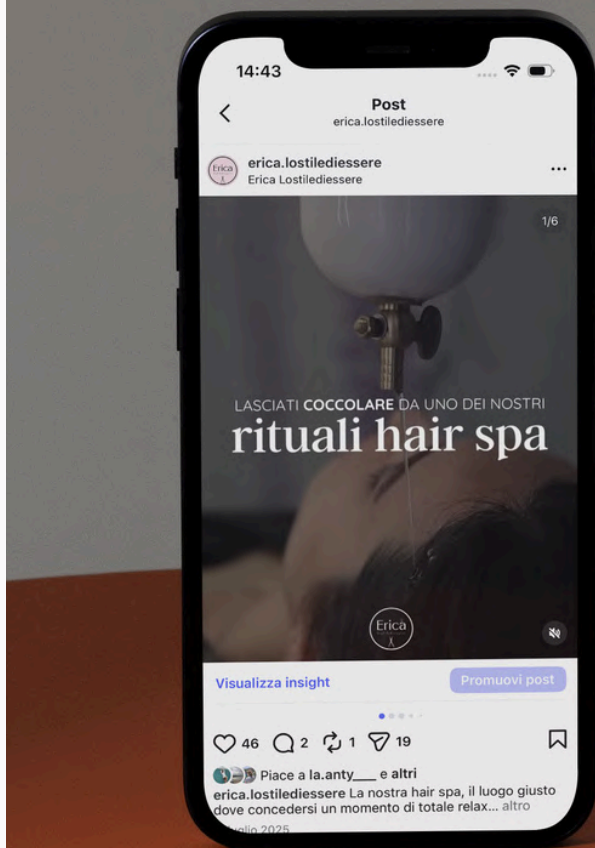 14:43
Post
erica.lostilediessere
Erica
erica.lostilediessere
Erica Lostilediessere
1/6
LASCIATI COCCOLARE DA UNO DEI NOSTRI
rituali hair spa
Erica
Visualizza insight
Promuovi post
46 2 1 19
Piace a la.anty___ e altri
erica.lostilediessere La nostra hair spa, il luogo giusto
dove concedersi un momento di totale relax... altro
2025